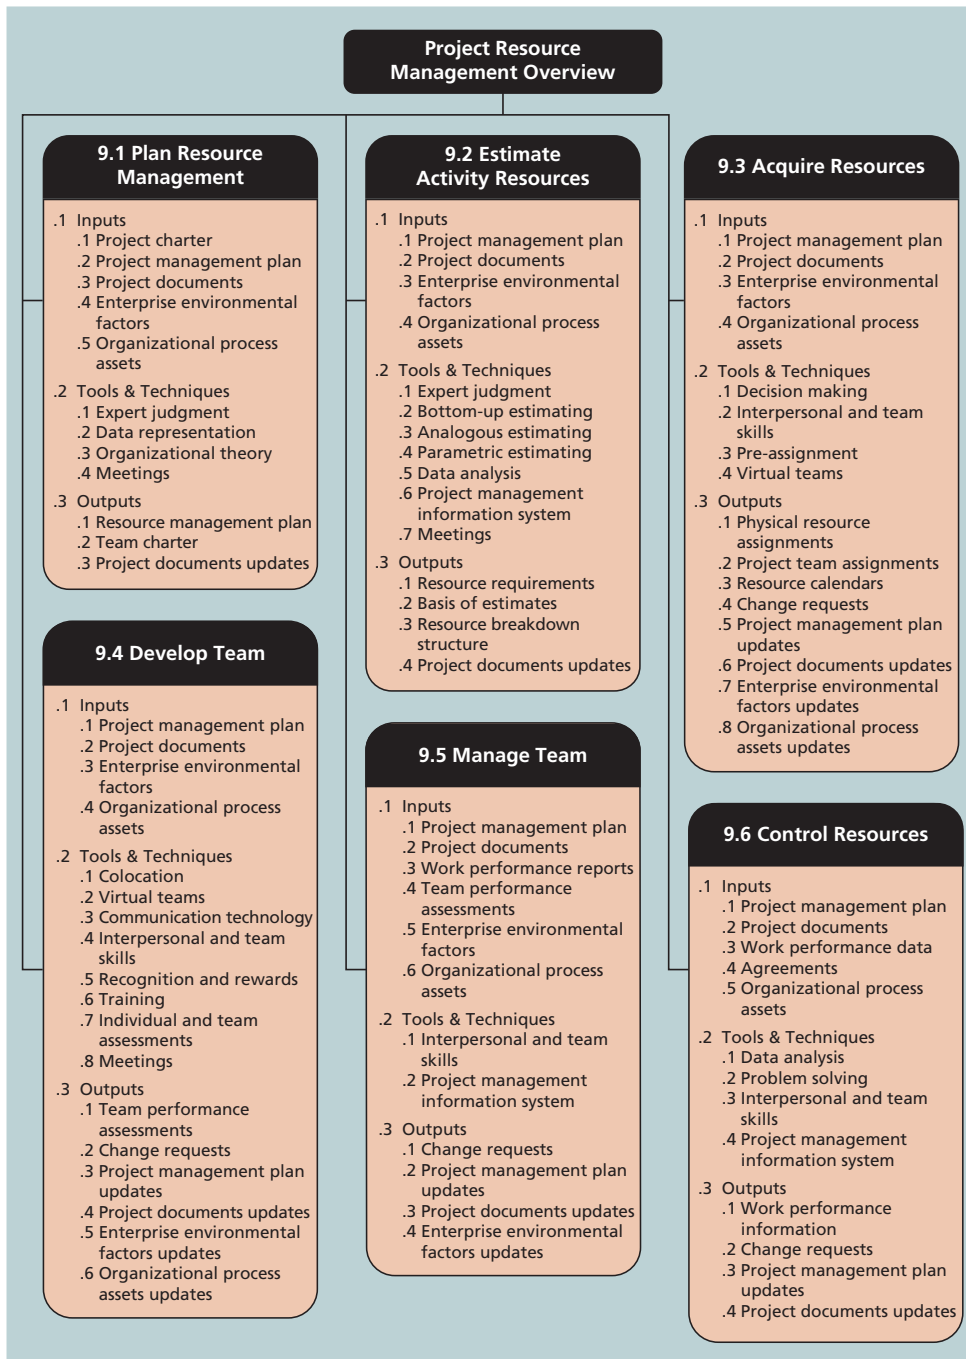 Project Resource
Management Overview
9.1 Plan Resource
Management
.1 Inputs
.1 Project charter
.2 Project management plan
.3 Project documents
.4 Enterprise environmental
factors
.5 Organizational process
assets
.2 Tools & Techniques
.1 Expert judgment
.2 Data representation
.3 Organizational theory
.4 Meetings
.3 Outputs
.1 Resource management plan
.2 Team charter
.3 Project documents updates
9.2 Estimate
Activity Resources
.1 Inputs
.1 Project management plan
.2 Project documents
.3 Enterprise environmental
factors
.4 Organizational process
assets
.2 Tools & Techniques
.1 Expert judgment
.2 Bottom-up estimating
.3 Analogous estimating
.4 Parametric estimating
.5 Data analysis
.6 Project management
information system
.7 Meetings
.3 Outputs
.1 Resource requirements
.2 Basis of estimates
.3 Resource breakdown
structure
.4 Project documents updates
9.3 Acquire Resources
.1 Inputs
.1 Project management plan
.2 Project documents
.3 Enterprise environmental
factors
.4 Organizational process
assets
.2 Tools & Techniques
.1 Decision making
.2 Interpersonal and team
skills
.3 Pre-assignment
.4 Virtual teams
.3 Outputs
.1 Physical resource
assignments
.2 Project team assignments
.3 Resource calendars
.4 Change requests
.5 Project management plan
updates
.6 Project documents updates
.7 Enterprise environmental
factors updates
.8 Organizational process
assets updates
9.4 Develop Team
.1 Inputs
.1 Project management plan
.2 Project documents
.3 Enterprise environmental
factors
.4 Organizational process
assets
.2 Tools & Techniques
.1 Colocation
.2 Virtual teams
.3 Communication technology
.4 Interpersonal and team
skills
.5 Recognition and rewards
.6 Training
.7 Individual and team
assessments
.8 Meetings
.3 Outputs
.1 Team performance
assessments
.2 Change requests
.3 Project management plan
updates
.4 Project documents updates
.5 Enterprise environmental
factors updates
.6 Organizational process
assets updates
9.5 Manage Team
.1 Inputs
.1 Project management plan
.2 Project documents
.3 Work performance reports
.4 Team performance
assessments
.5 Enterprise environmental
factors
.6 Organizational process
assets
.2 Tools & Techniques
.1 Interpersonal and team
skills
.2 Project management
information system
.3 Outputs
.1 Change requests
.2 Project management plan
updates
.3 Project documents updates
.4 Enterprise environmental
factors updates
9.6 Control Resources
.1 Inputs
.1 Project management plan
.2 Project documents
.3 Work performance data
.4 Agreements
.5 Organizational process
assets
.2 Tools & Techniques
.1 Data analysis
.2 Problem solving
.3 Interpersonal and team
skills
.4 Project management
information system
.3 Outputs
.1 Work performance
information
.2 Change requests
.3 Project management plan
updates
.4 Project documents updates